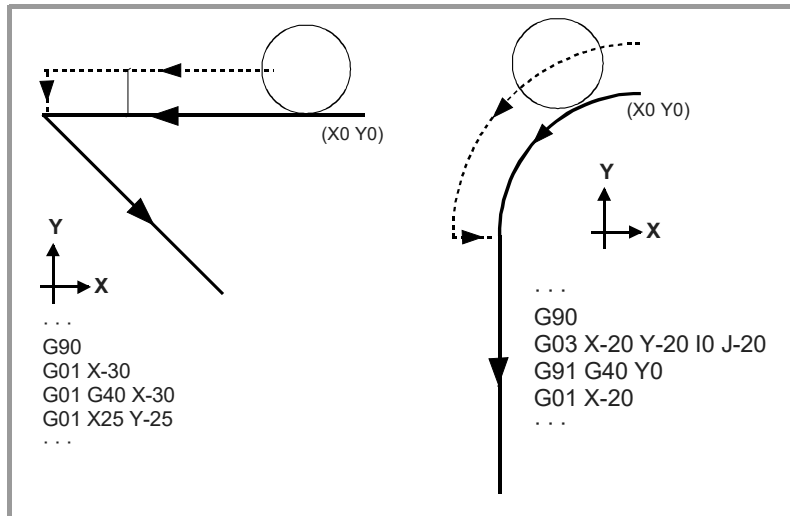 (X0 Y0)
Y
X
. . .
G90
G01 X-30
G01 G40 X-30
G01 X25 Y-25
. . .
(X0 Y0)
Y
X
. . .
G90
G03 X-20 Y-20 I0 J-20
G91 G40 Y0
G01 X-20
. . .